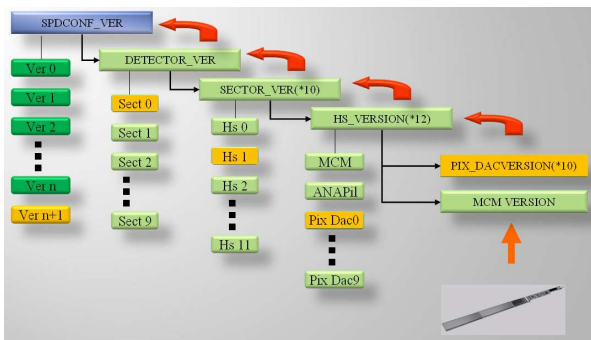 SPDCONF_VER
DETECTOR_VER
SECTOR_VER(*10)
HS_VERSION(*12)
PIX_DACVERSION(*10)
MCM VERSION
Ver 0
Ver 1
Ver 2
Ver n
Ver n+1
Sect 0
Sect 1
Sect 2
Sect 9
Hs 0
Hs 1
Hs 2
Hs 11
MCM
ANAPil
Pix Dac0
Pix Dac9